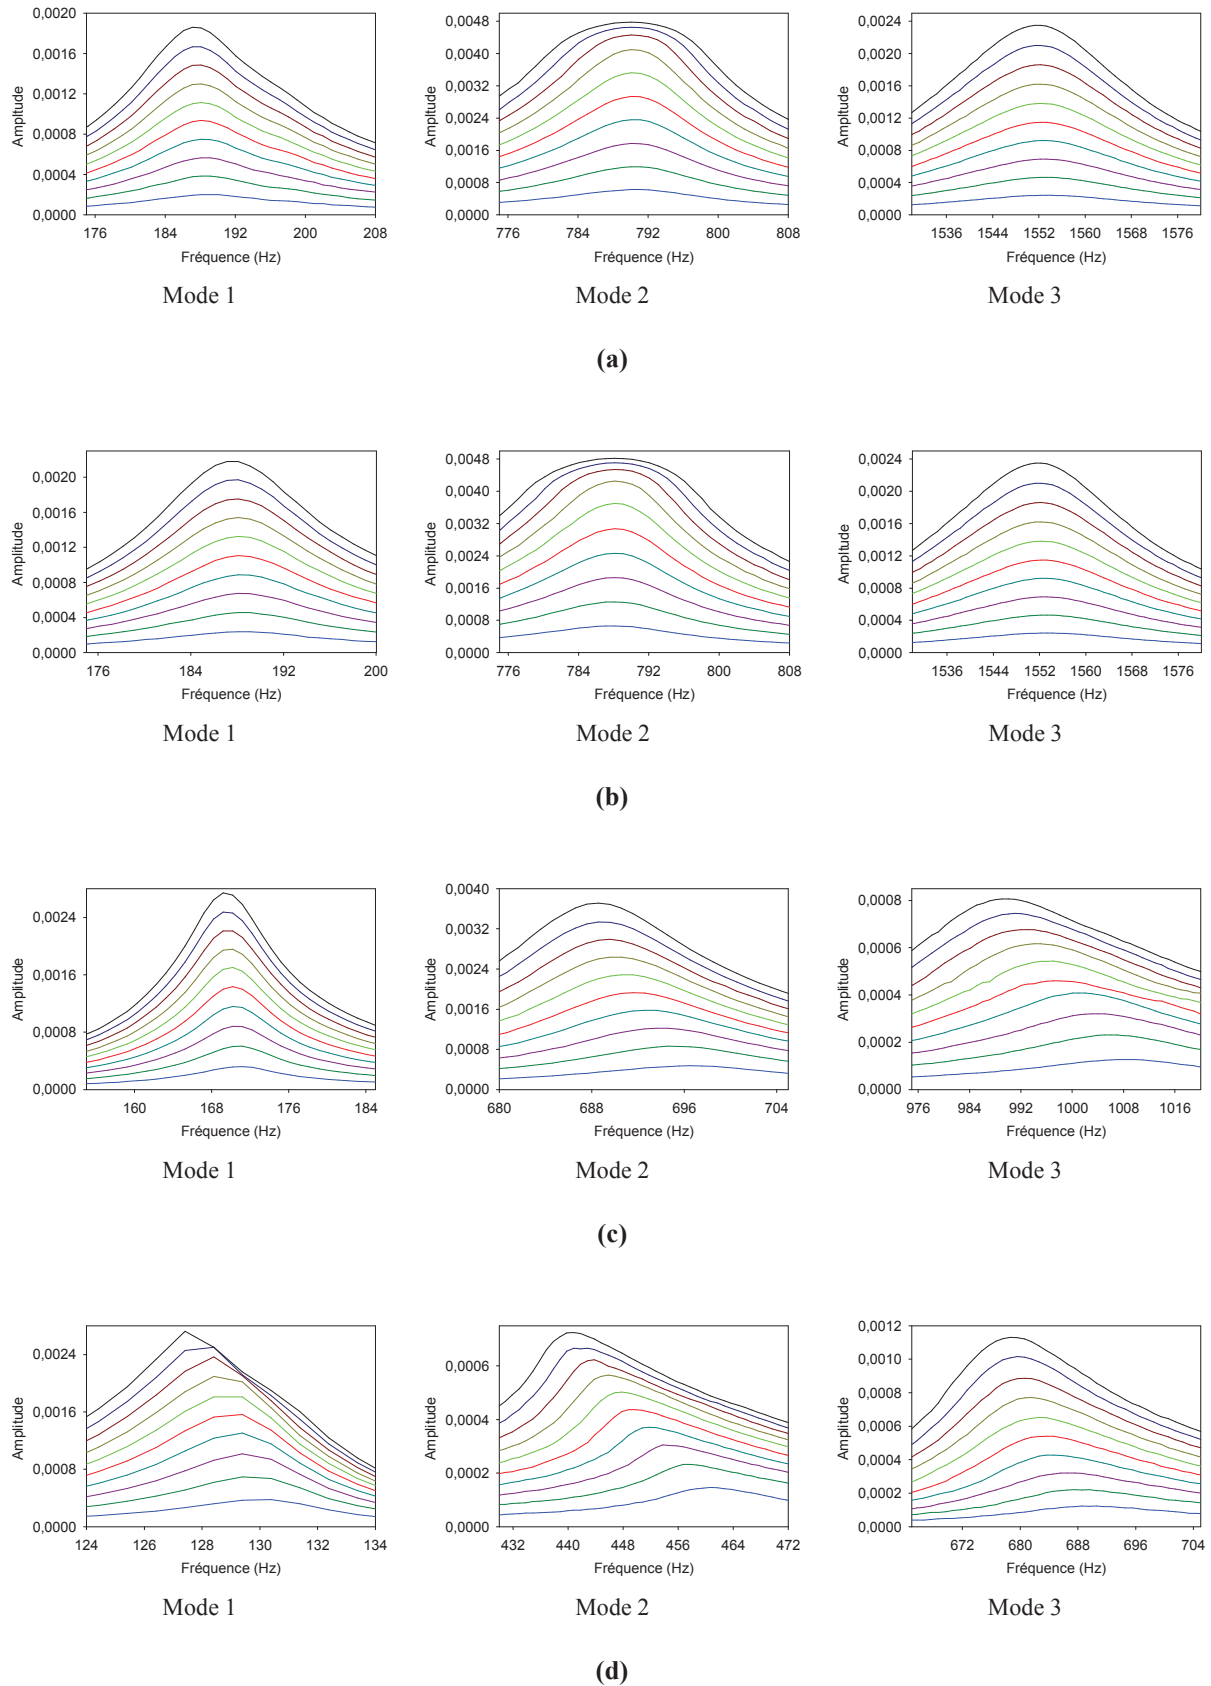 0,0020
0,0016
0,0012
0,0008
0,0004
0,0000
Amplitude
176 184 192 200 208
Fréquence (Hz)
Mode 1
0,0048
0,0040
0,0032
0,0024
0,0016
0,0008
0,0000
Amplitude
776 784 792 800 808
Fréquence (Hz)
Mode 2
0,0024
0,0020
0,0016
0,0012
0,0008
0,0004
0,0000
Amplitude
1536 1544 1552 1560 1568 1576
Fréquence (Hz)
Mode 3
(a)
0,0020
0,0016
0,0012
0,0008
0,0004
0,0000
Amplitude
176 184 192 200
Fréquence (Hz)
Mode 1
0,0048
0,0040
0,0032
0,0024
0,0016
0,0008
0,0000
Amplitude
776 784 792 800 808
Fréquence (Hz)
Mode 2
0,0024
0,0020
0,0016
0,0012
0,0008
0,0004
0,0000
Amplitude
1536 1544 1552 1560 1568 1576
Fréquence (Hz)
Mode 3
(b)
0,0024
0,0016
0,0008
0,0000
Amplitude
160 168 176 184
Fréquence (Hz)
Mode 1
0,0040
0,0032
0,0024
0,0016
0,0008
0,0000
Amplitude
680 688 696 704
Fréquence (Hz)
Mode 2
0,0008
0,0006
0,0004
0,0002
0,0000
Amplitude
976 984 992 1000 1008 1016
Fréquence (Hz)
Mode 3
(c)
0,0024
0,0016
0,0008
0,0000
Amplitude
124 126 128 130 132 134
Fréquence (Hz)
Mode 1
0,0006
0,0004
0,0002
0,0000
Amplitude
432 440 448 456 464 472
Fréquence (Hz)
Mode 2
0,0012
0,0010
0,0008
0,0006
0,0004
0,0002
0,0000
Amplitude
672 680 688 696 704
Fréquence (Hz)
Mode 3
(d)